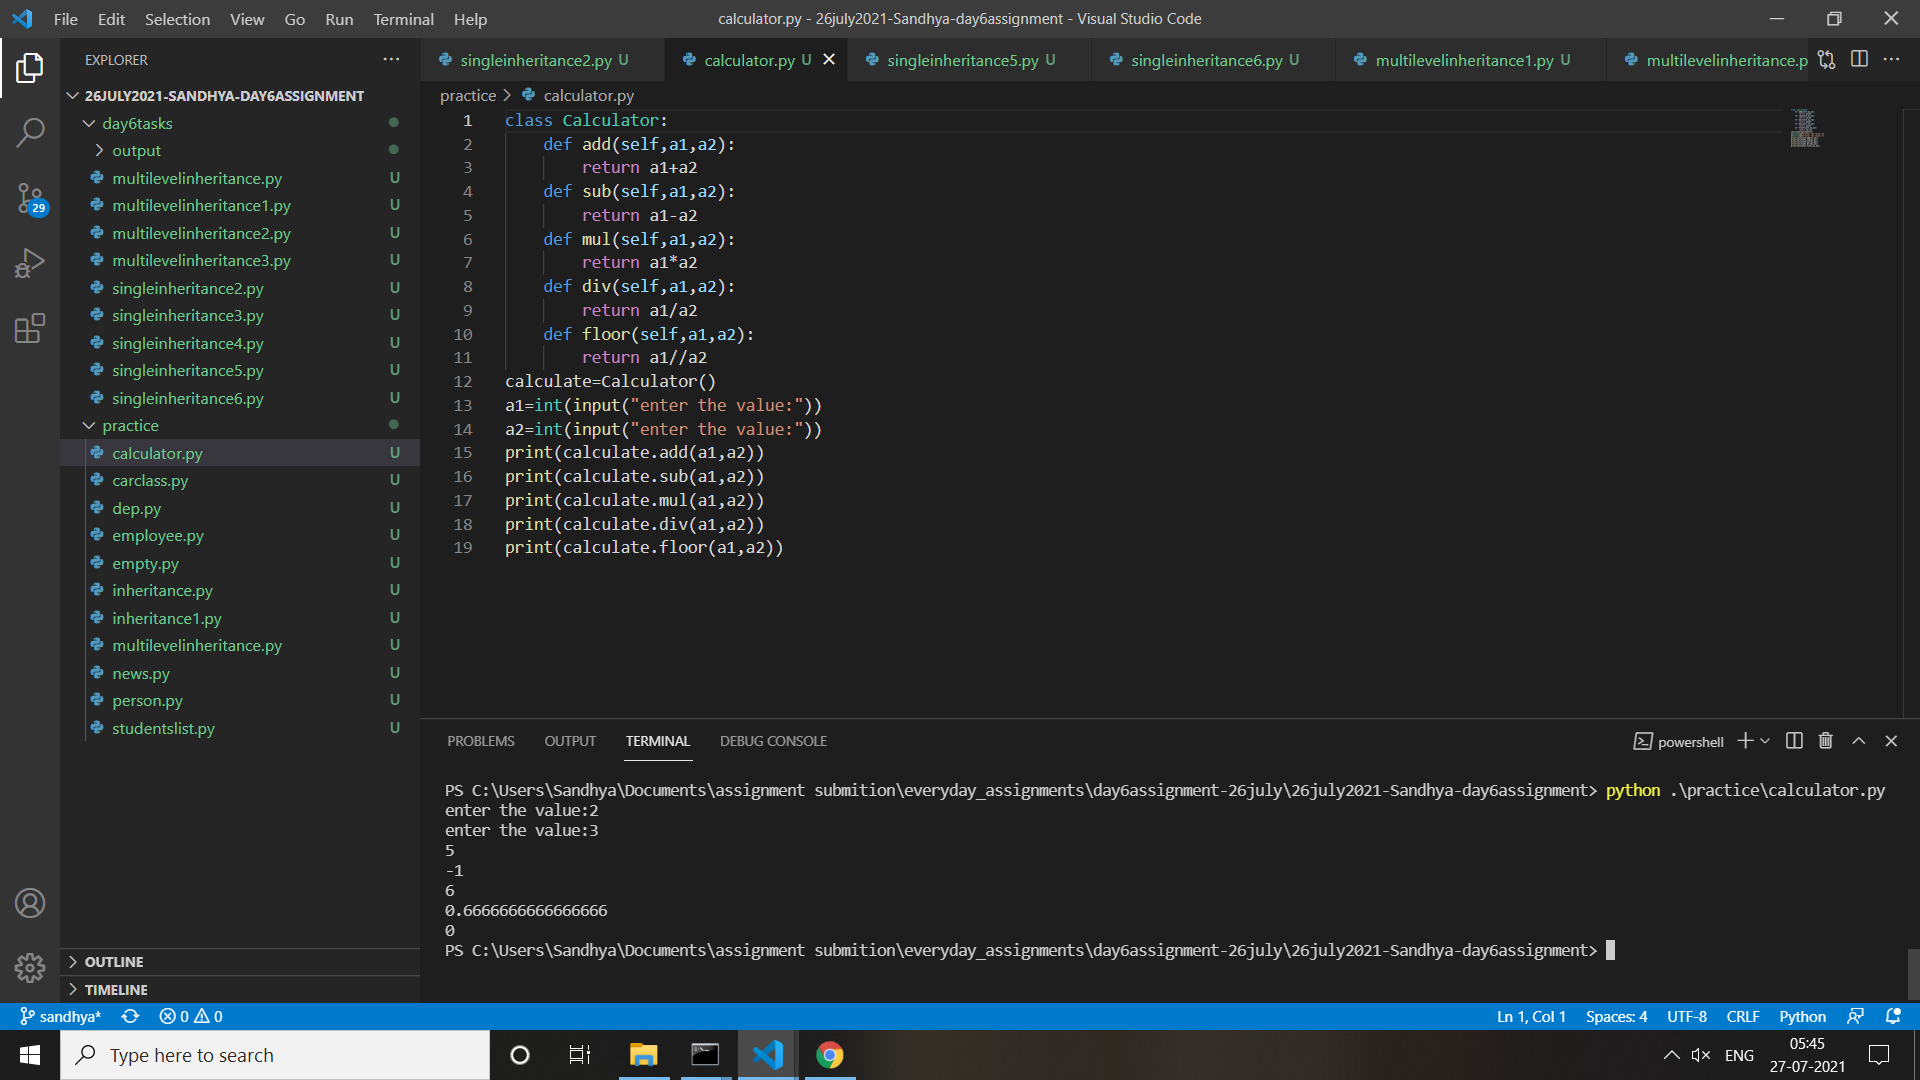 File Edit Selection View Go Run Terminal Help
calculator.py - 26july2021-Sandhya-day6assignment - Visual Studio Code
EXPLORER
singleinheritance2.py U
calculator.py U
singleinheritance5.py U
singleinheritance6.py U
multilevelinheritance1.py U
multilevelinheritance.p
26JULY2021-SANDHYA-DAY6ASSIGNMENT
day6tasks
output
multilevelinheritance.py U
multilevelinheritance1.py U
multilevelinheritance2.py U
multilevelinheritance3.py U
singleinheritance2.py U
singleinheritance3.py U
singleinheritance4.py U
singleinheritance5.py U
singleinheritance6.py U
practice
calculator.py U
carclass.py U
dep.py U
employee.py U
empty.py U
inheritance.py U
inheritance1.py U
multilevelinheritance.py U
news.py U
person.py U
studentslist.py U
OUTLINE
TIMELINE
29
practice > calculator.py
1 class Calculator:
2 def add(self,a1,a2):
3 return a1+a2
4 def sub(self,a1,a2):
5 return a1-a2
6 def mul(self,a1,a2):
7 return a1*a2
8 def div(self,a1,a2):
9 return a1/a2
10 def floor(self,a1,a2):
11 return a1//a2
12 calculate=Calculator()
13 a1=int(input("enter the value:"))
14 a2=int(input("enter the value:"))
15 print(calculate.add(a1,a2))
16 print(calculate.sub(a1,a2))
17 print(calculate.mul(a1,a2))
18 print(calculate.div(a1,a2))
19 print(calculate.floor(a1,a2))
PROBLEMS OUTPUT TERMINAL DEBUG CONSOLE
powershell
PS C:\Users\Sandhya\Documents\assignment submition\everyday_assignments\day6assignment-26july\26july2021-Sandhya-day6assignment> python .\practice\calculator.py
enter the value:2
enter the value:3
5
-1
6
0.6666666666666666
0
PS C:\Users\Sandhya\Documents\assignment submition\everyday_assignments\day6assignment-26july\26july2021-Sandhya-day6assignment>
sandhya* 0 0
Ln 1, Col 1 Spaces: 4 UTF-8 CRLF Python
Type here to search
ENG
05:45
27-07-2021